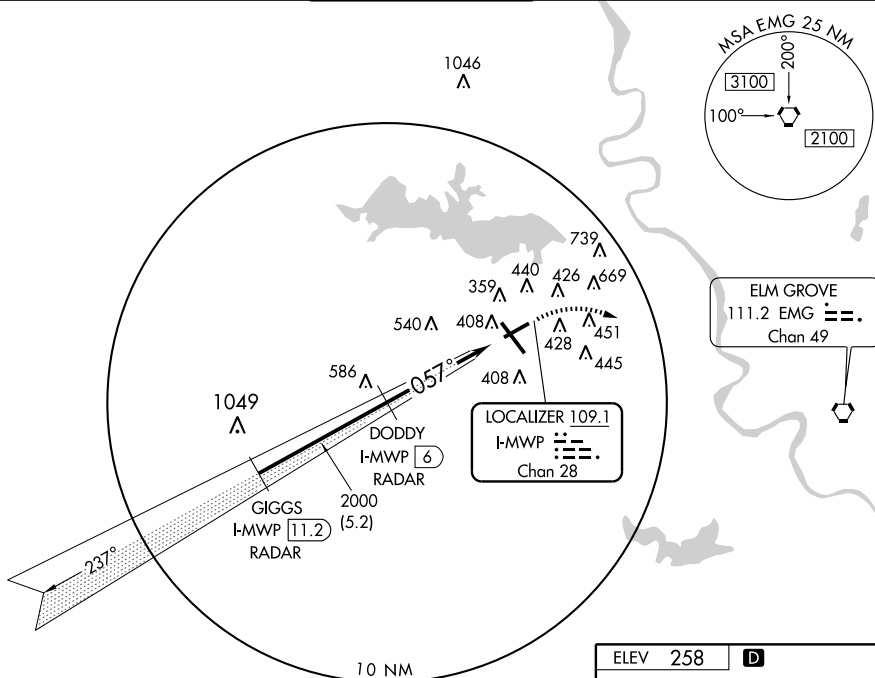 1046
MSA EMG 25 NM
200°
3100
100°
2100
739
440
426
669
359
540
408
451
428
445
586
057°
408
1049
ELM GROVE
111.2 EMG
Chan 49
LOCALIZER 109.1
I-MWP
Chan 28
DODDY
I-MWP 6
RADAR
2000
(5.2)
GIGGS
I-MWP 11.2
RADAR
237°
10 NM
ELEV 258 D